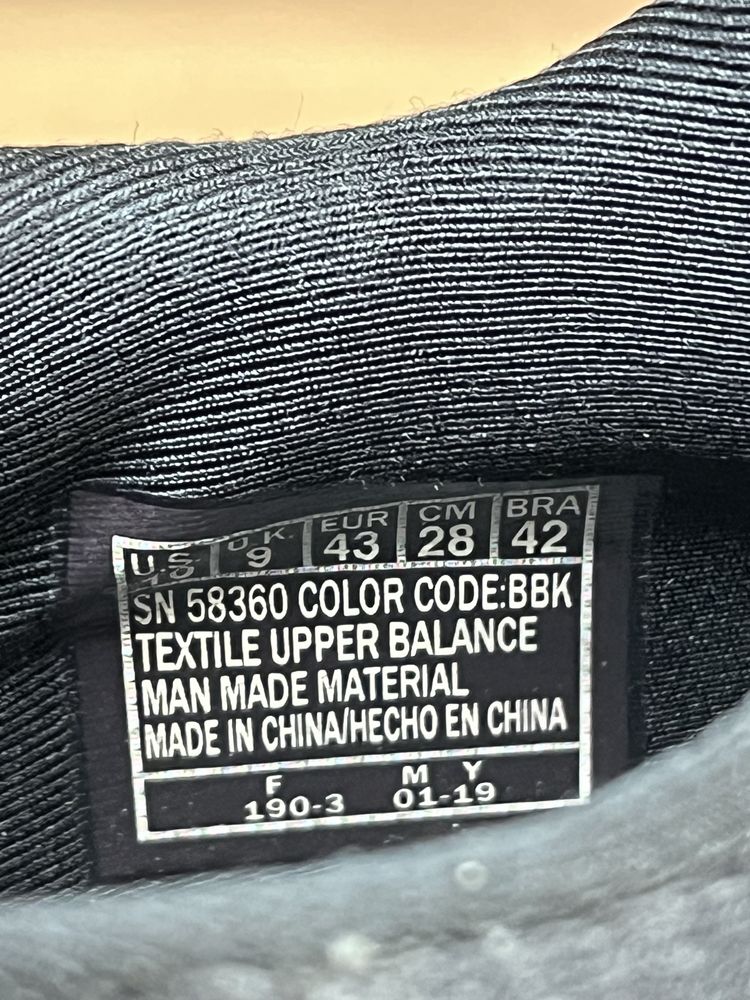 U.S U.K. EUR CM BRA
10 9 43 28 42
SN 58360 COLOR CODE:BBK
TEXTILE UPPER BALANCE
MAN MADE MATERIAL
MADE IN CHINA/HECHO EN CHINA
F M Y
190-3 01-19